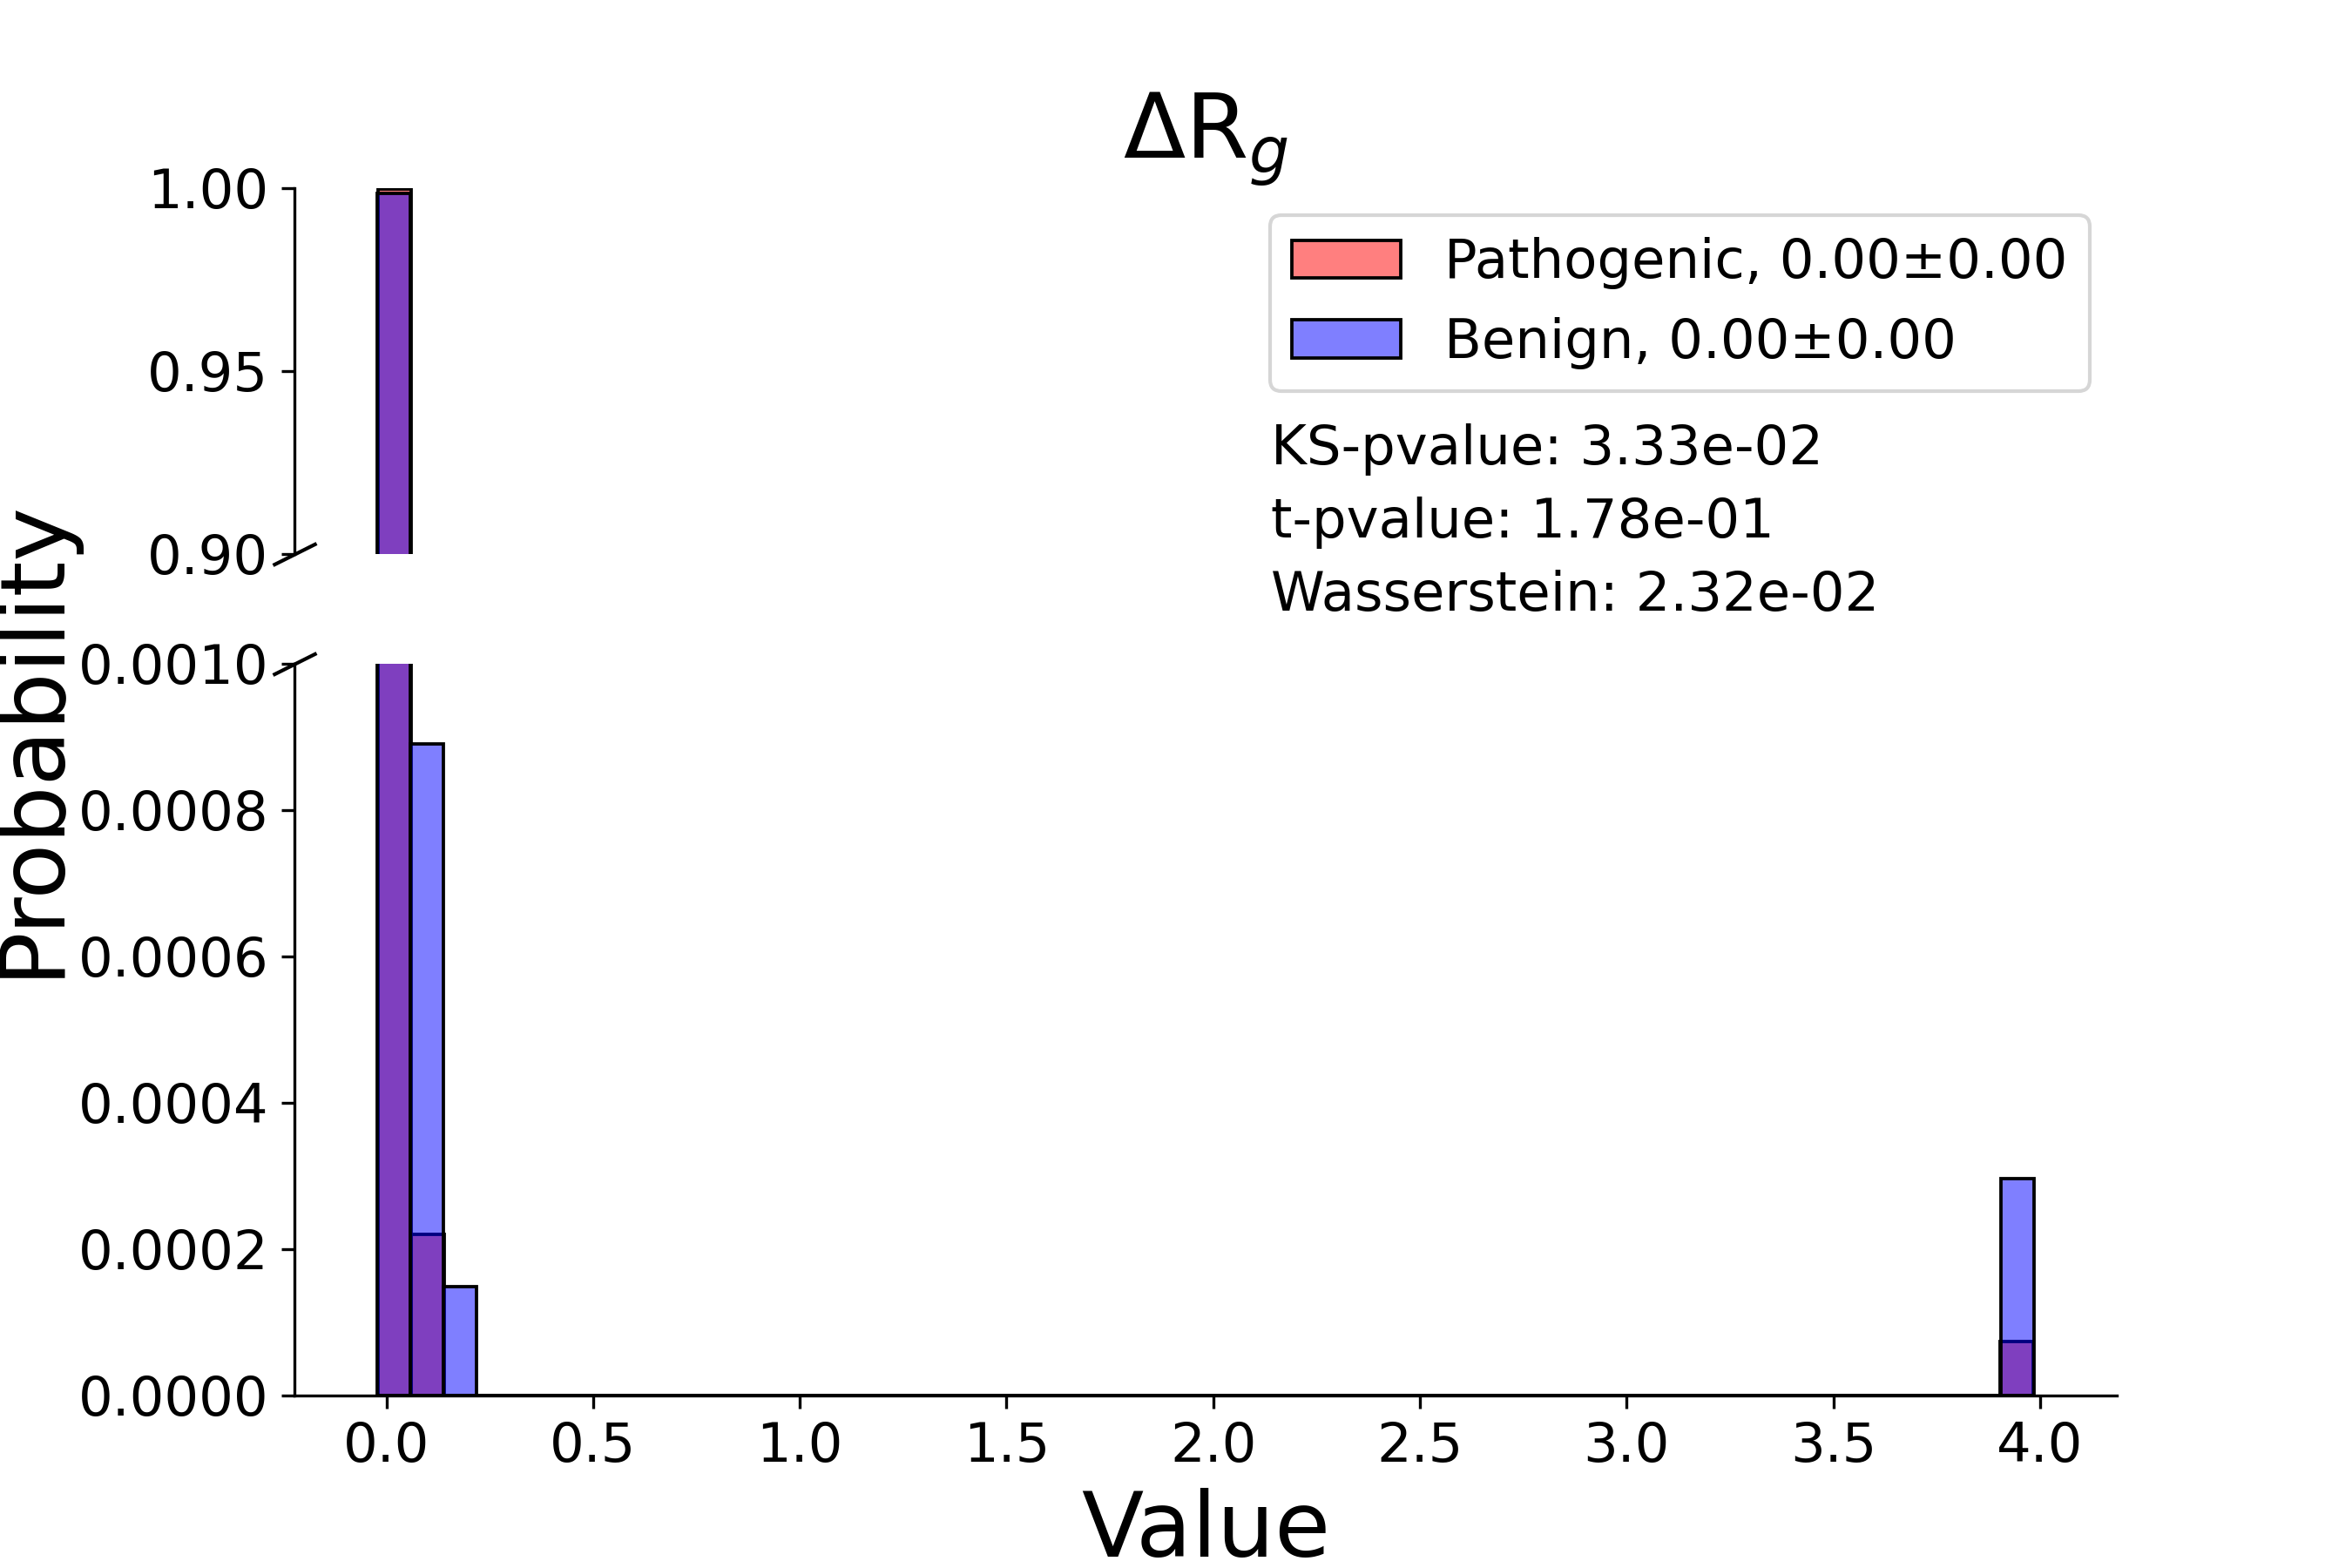 ΔR_g
Pathogenic, 0.00±0.00
Benign, 0.00±0.00
KS-pvalue: 3.33e-02
t-pvalue: 1.78e-01
Wasserstein: 2.32e-02
Probability
1.00
0.95
0.90
0.0010
0.0008
0.0006
0.0004
0.0002
0.0000
0.0 0.5 1.0 1.5 2.0 2.5 3.0 3.5 4.0
Value